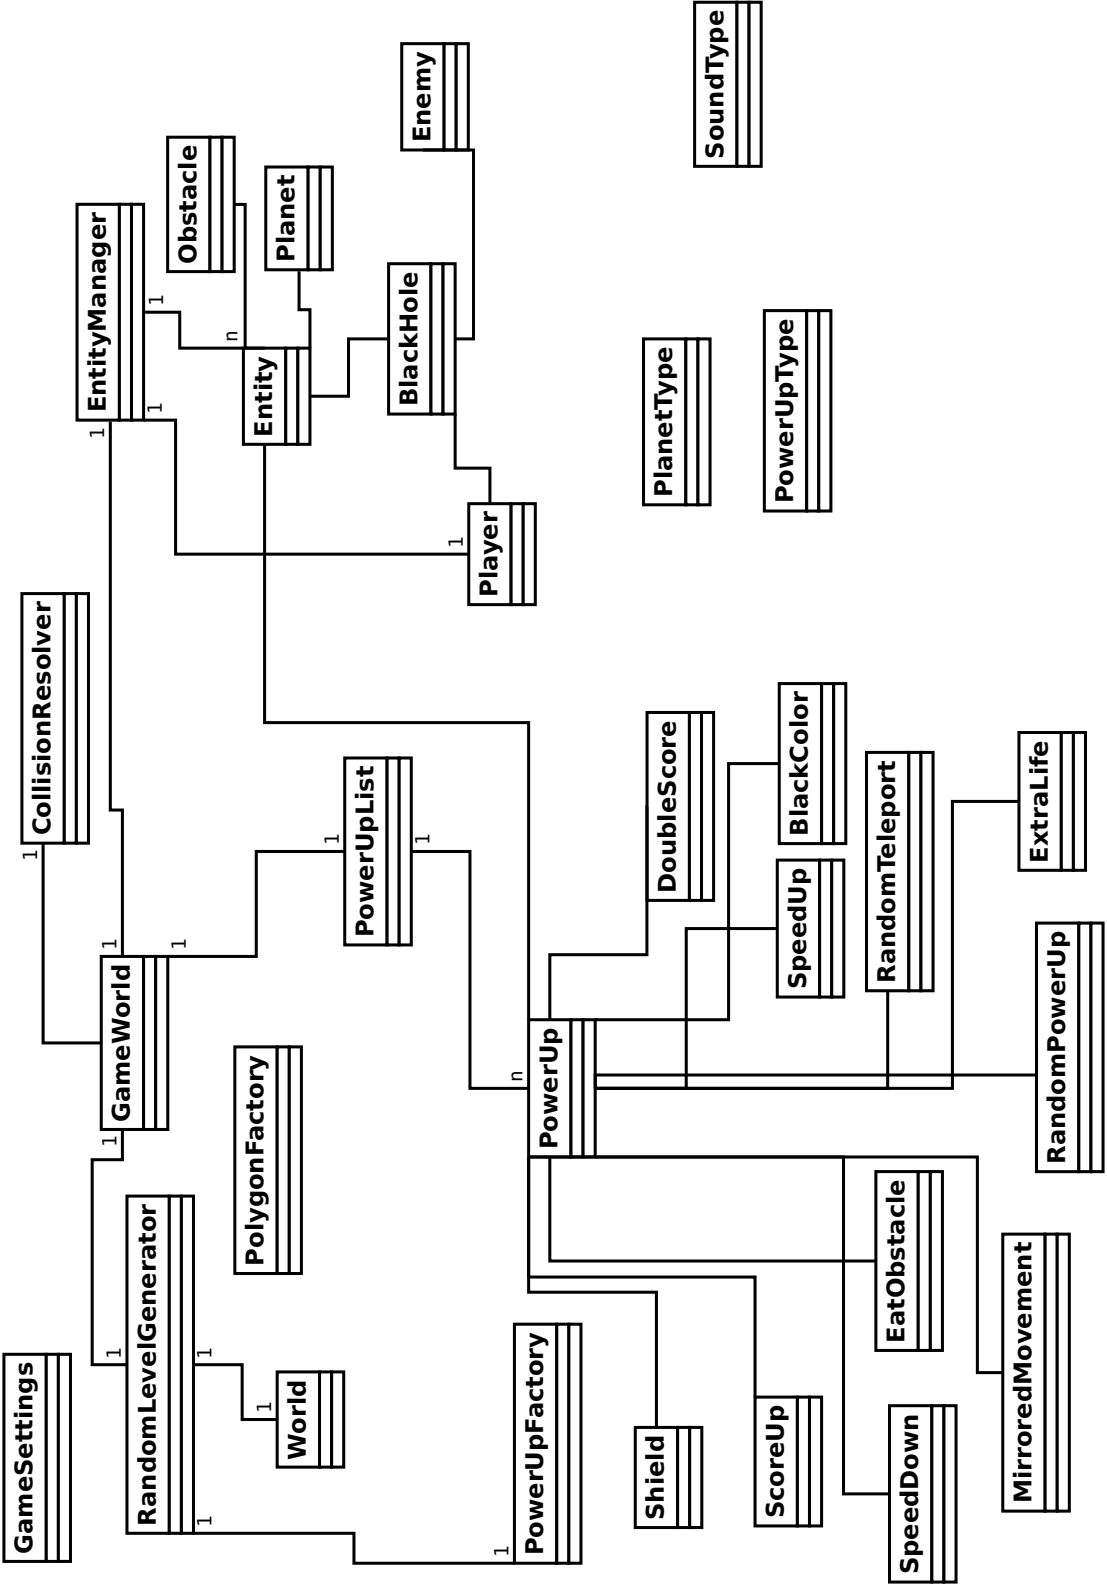 GameSettings
RandomLevelGenerator
1
1
1
World
1
PowerUpFactory
1
PolygonFactory
GameWorld
1
1
1
CollisionResolver
1
EntityManager
1
1
1
Obstacle
Planet
Entity
n
BlackHole
Enemy
Player
1
PowerUpList
1
1
PowerUp
n
Shield
ScoreUp
SpeedDown
EatObstacle
MirroredMovement
RandomPowerUp
ExtraLife
RandomTeleport
SpeedUp
BlackColor
DoubleScore
PlanetType
PowerUpType
SoundType
1